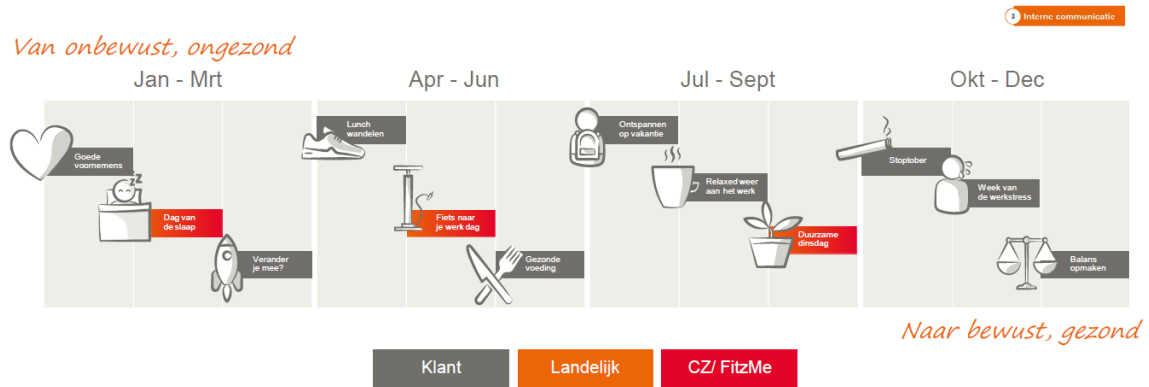 3 Interne communicatie
Van onbewust, ongezond
Jan - Mrt
Apr - Jun
Jul - Sept
Okt - Dec
Goede
voornemens
zZ
Dag van
de slaap
Verander
je mee?
Lunch
wandelen
Fiets naar
je werk dag
Gezonde
voeding
Ontspannen
op vakantie
Relaxed weer
aan het werk
Duurzame
dinsdag
Stoptober
Week van
de werkstress
Balans
opmaken
Naar bewust, gezond
Klant
Landelijk
CZ/ FitzMe